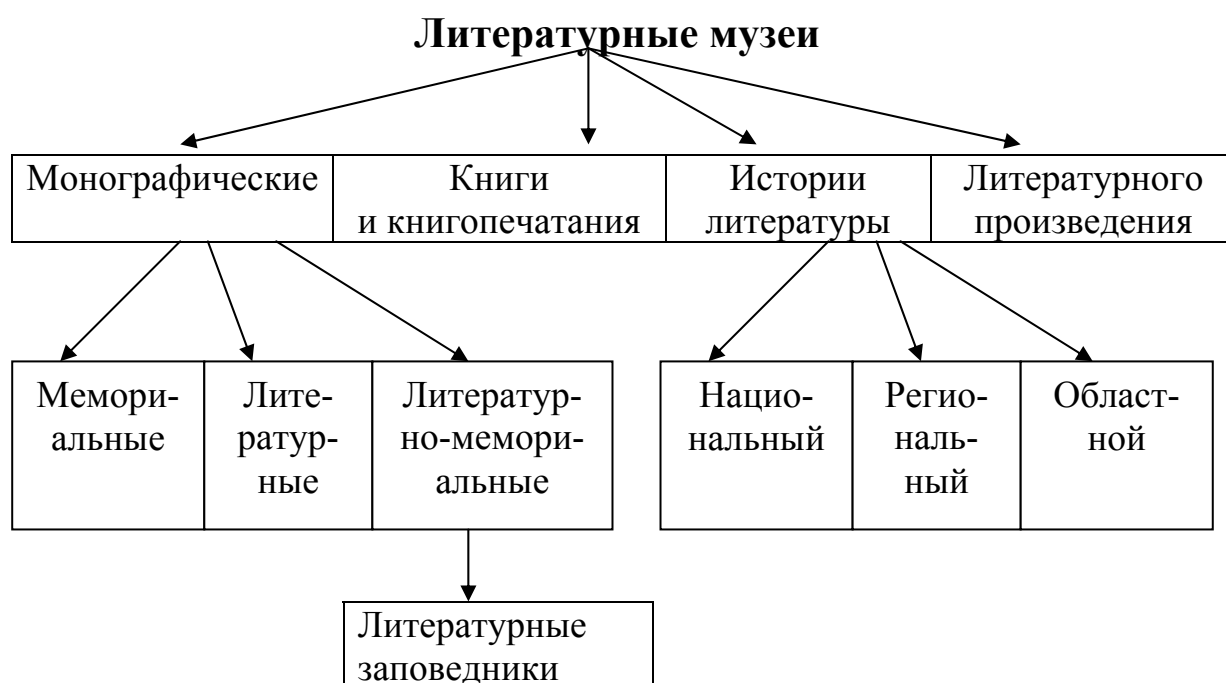 Литературные музеи
Монографические
Книги
и книгопечатания
Истории
литературы
Литературного
произведения
Мемори-
альные
Лите-
ратур-
ные
Литератур-
но-мемори-
альные
Нацио-
нальный
Регио-
наль-
ный
Област-
ной
Литературные
заповедники